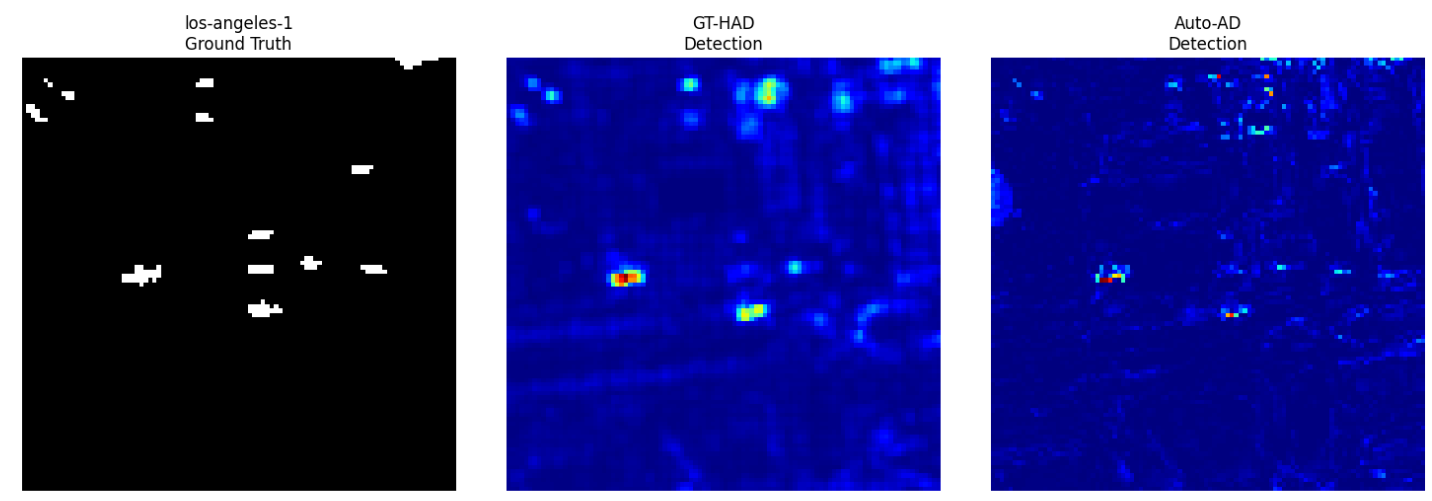 los-angeles-1
Ground Truth
GT-HAD
Detection
Auto-AD
Detection